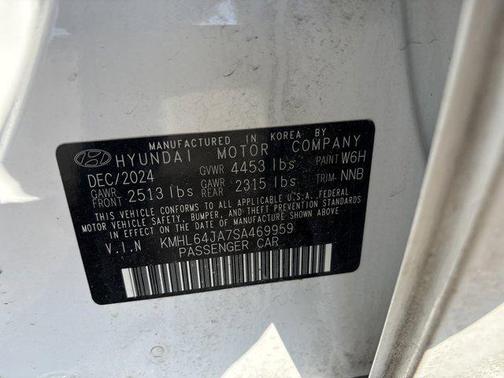 MANUFACTURED IN KOREA BY
HYUNDAI MOTOR COMPANY
DEC/2024 GVWR 4453 lbs PAINT W6H
GAWR FRONT 2513 lbs GAWR REAR 2315 lbs TRIM NNB
THIS VEHICLE CONFORMS TO ALL APPLICABLE U.S.A. FEDERAL
MOTOR VEHICLE SAFETY, BUMPER, AND THEFT PREVENTION STANDARDS
IN EFFECT ON THE DATE OF MANUFACTURE SHOWN ABOVE.
V.I.N KMHL64JA7SA469959
PASSENGER CAR